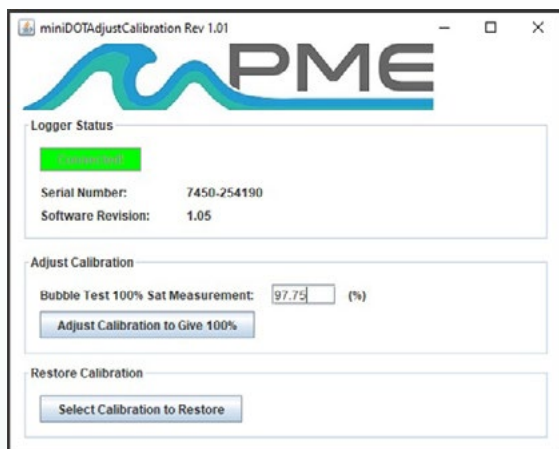 miniDOTAdjustCalibration Rev 1.01
PME
Logger Status
Connected!
Serial Number: 7450-254190
Software Revision: 1.05
Adjust Calibration
Bubble Test 100% Sat Measurement: 97.75 (%)
Adjust Calibration to Give 100%
Restore Calibration
Select Calibration to Restore